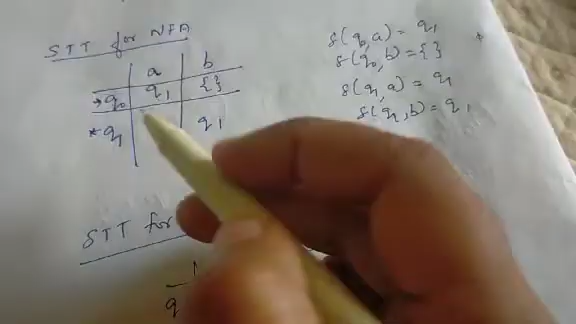 STT for NFA
a b
→q₀ q₁ {}
*q₁ q₁
δ(q₀,a) = q₁
δ(q₀,b) = {}
δ(q₁,a) = q₁
δ(q₁,b) = q₁
STT for
q